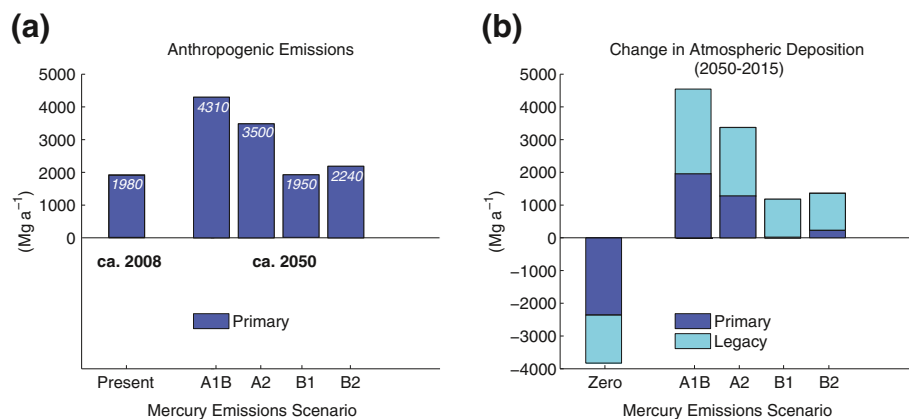 (a)
Anthropogenic Emissions
5000
4000
3000
2000
1000
0
(Mg a⁻¹)
4310
3500
1980
1950
2240
ca. 2008
ca. 2050
Primary
Present
A1B
A2
B1
B2
Mercury Emissions Scenario
(b)
Change in Atmospheric Deposition
(2050-2015)
5000
4000
3000
2000
1000
0
−1000
−2000
−3000
−4000
(Mg a⁻¹)
Primary
Legacy
Zero
A1B
A2
B1
B2
Mercury Emissions Scenario